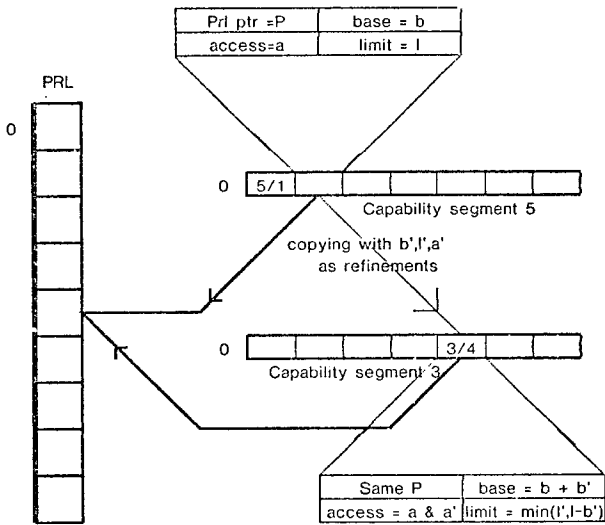 Prl ptr =P base = b
access=a limit = l
PRL
0
0 5/1
Capability segment 5
copying with b',l',a'
as refinements
0 3/4
Capability segment 3
Same P base = b + b'
access = a & a' limit = min(l',l-b')